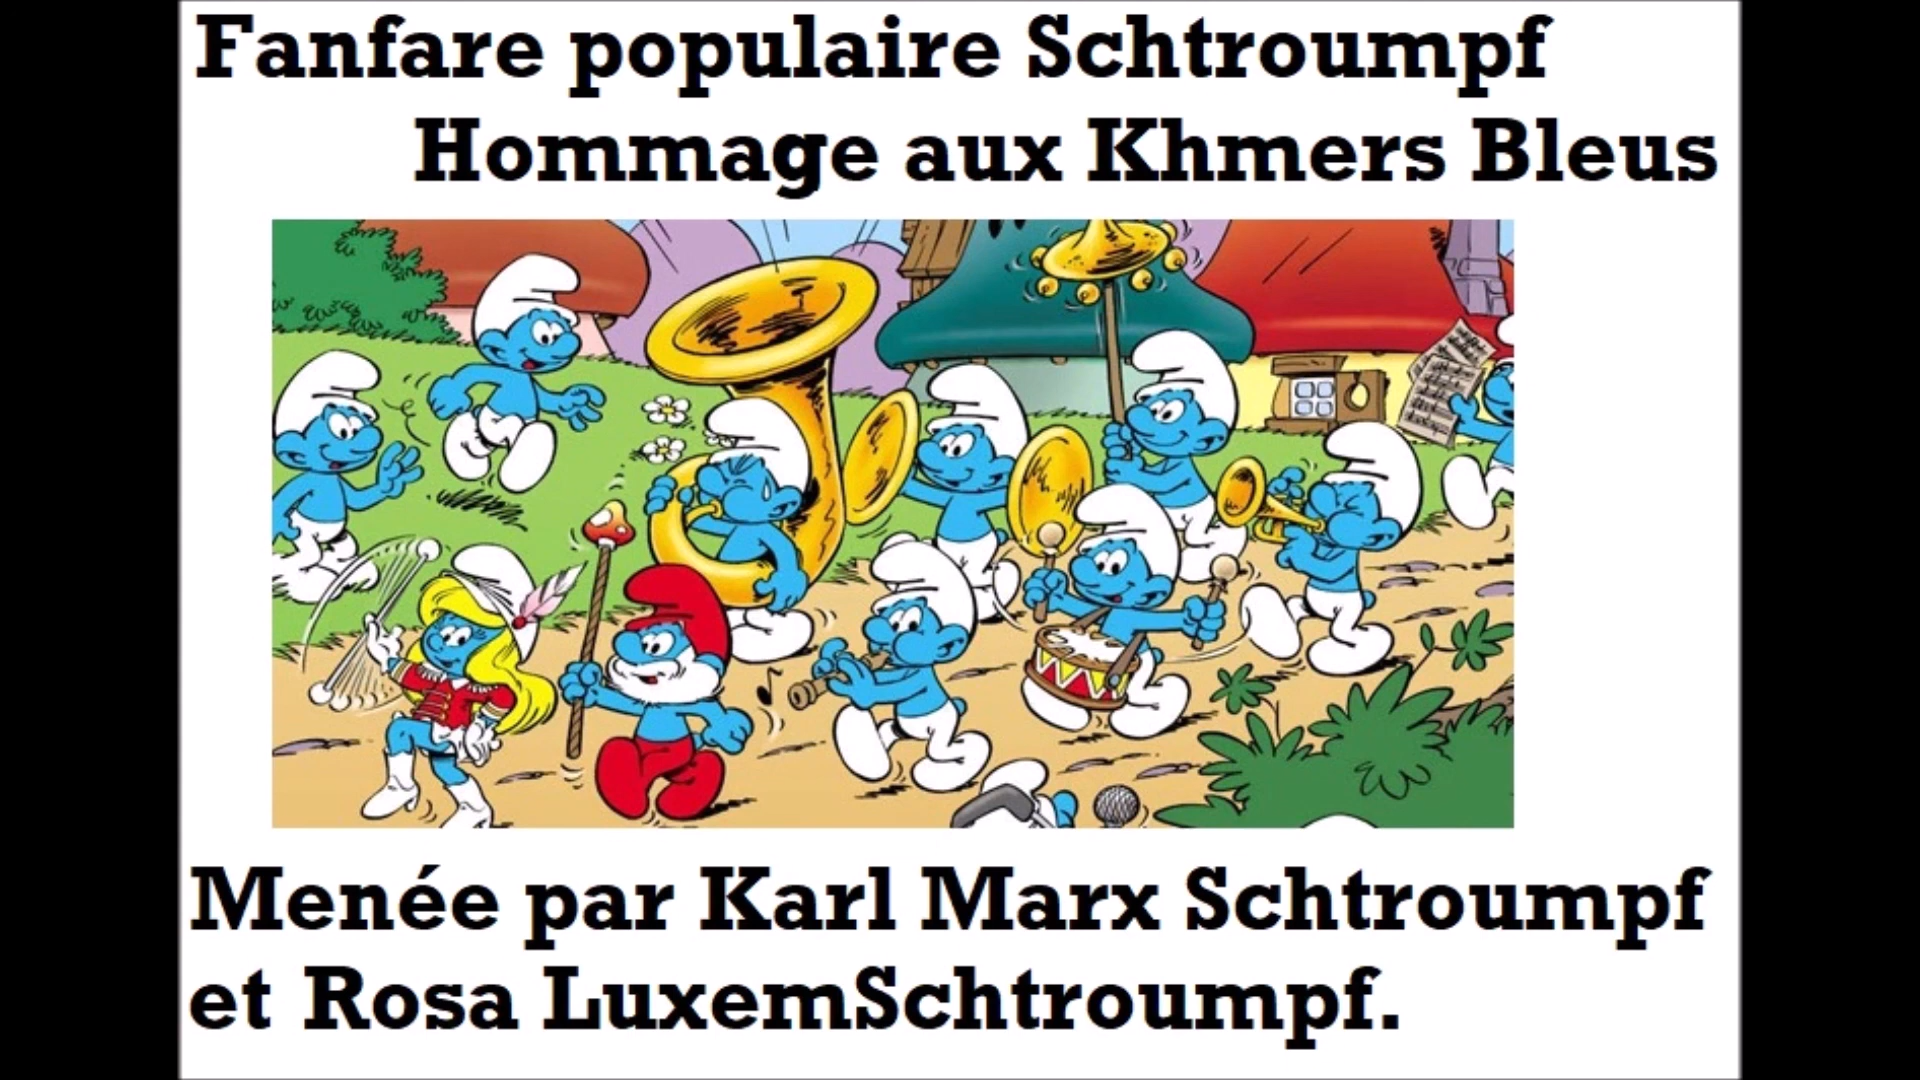 Fanfare populaire Schtroumpf
Hommage aux Khmers Bleus
Menée par Karl Marx Schtroumpf
et Rosa LuxemSchtroumpf.